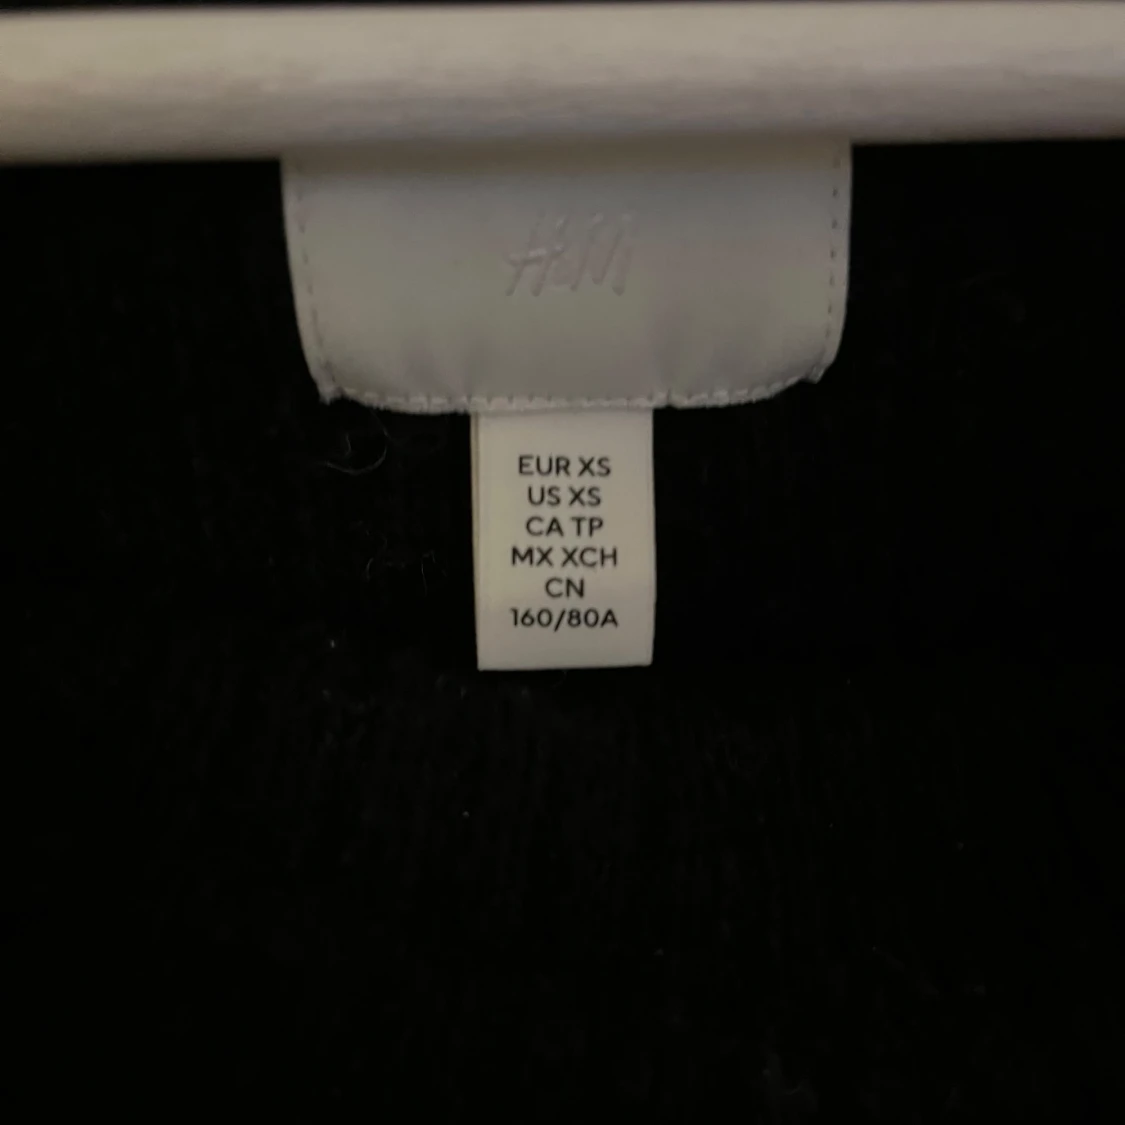 H&M
EUR XS
US XS
CA TP
MX XCH
CN
160/80A